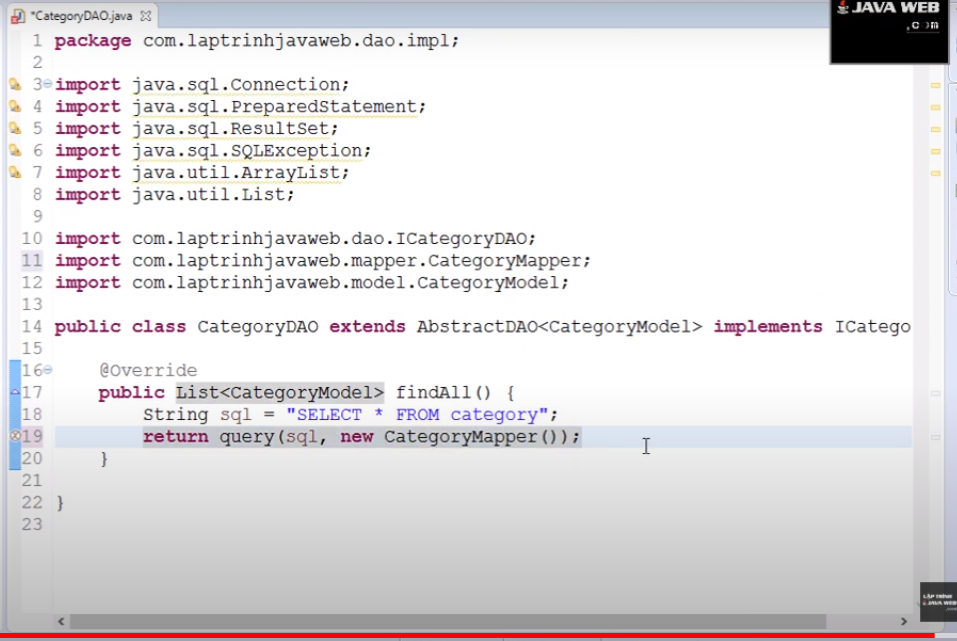 *CategoryDAO.java
JAVA WEB
1 package com.laptrinhjavaweb.dao.impl;
2
3 import java.sql.Connection;
4 import java.sql.PreparedStatement;
5 import java.sql.ResultSet;
6 import java.sql.SQLException;
7 import java.util.ArrayList;
8 import java.util.List;
9
10 import com.laptrinhjavaweb.dao.ICategoryDAO;
11 import com.laptrinhjavaweb.mapper.CategoryMapper;
12 import com.laptrinhjavaweb.model.CategoryModel;
13
14 public class CategoryDAO extends AbstractDAO<CategoryModel> implements ICatego
15
16 @Override
17 public List<CategoryModel> findAll() {
18 String sql = "SELECT * FROM category";
19 return query(sql, new CategoryMapper());
20 }
21
22 }
23
LẬP TRÌNH
JAVA WEB